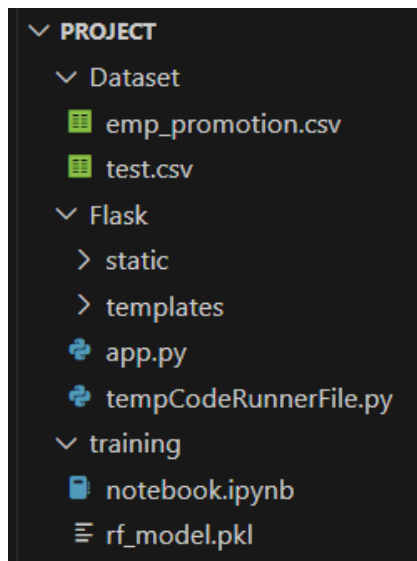 PROJECT
Dataset
emp_promotion.csv
test.csv
Flask
static
templates
app.py
tempCodeRunnerFile.py
training
notebook.ipynb
rf_model.pkl